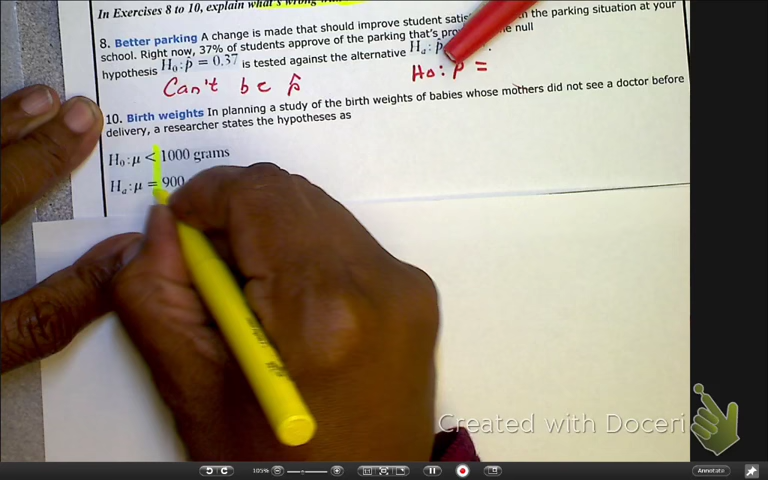 In Exercises 8 to 10, explain what's wrong
8. Better parking A change is made that should improve student satis the parking situation at your
school. Right now, 37% of students approve of the parking that's pro null
hypothesis H₀: p̂ = 0.37 is tested against the alternative Hₐ: p̂
Can't be p̂
Ho: p =
10. Birth weights In planning a study of the birth weights of babies whose mothers did not see a doctor before
delivery, a researcher states the hypotheses as
H₀: μ < 1000 grams
Hₐ: μ = 900
Created with Doceri
105%
Annotate